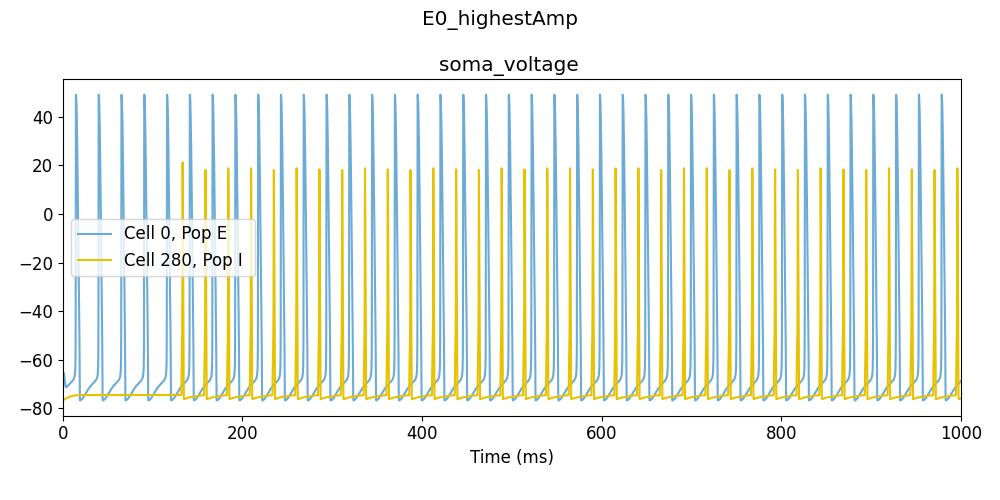 E0_highestAmp
soma_voltage
40
20
0
−20
−40
−60
−80
Cell 0, Pop E
Cell 280, Pop I
0 200 400 600 800 1000
Time (ms)